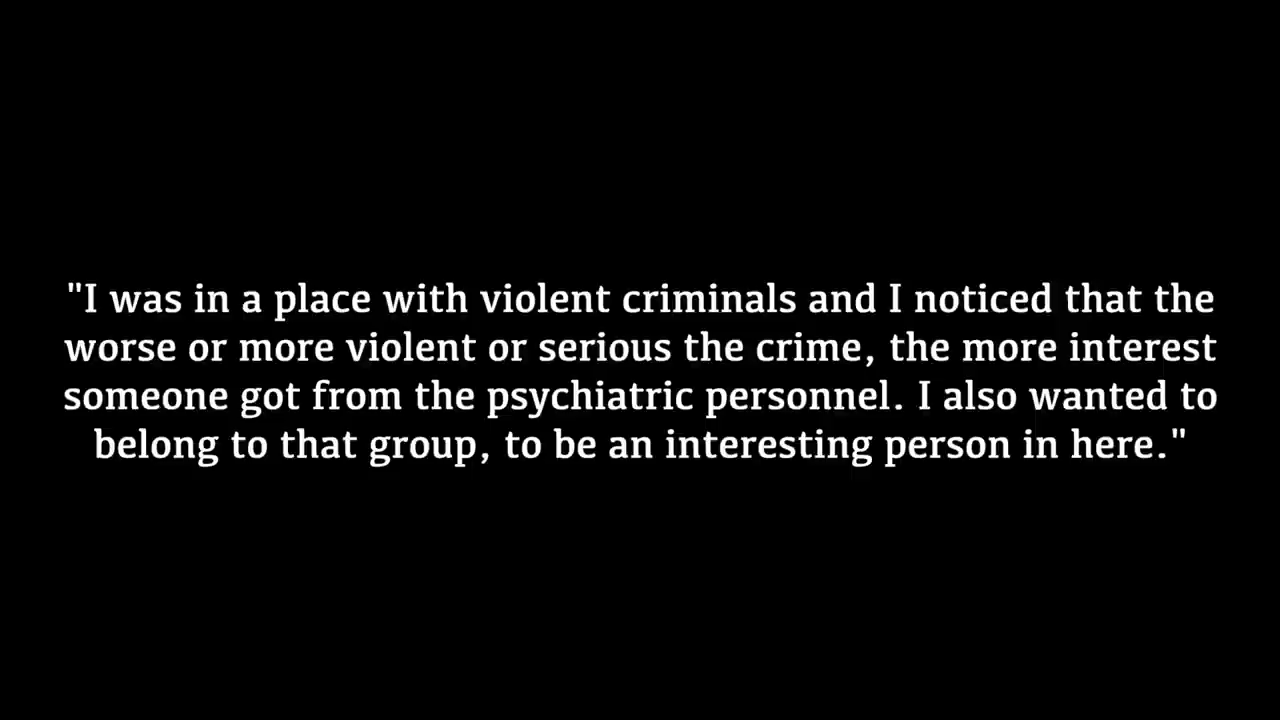 "I was in a place with violent criminals and I noticed that the
worse or more violent or serious the crime, the more interest
someone got from the psychiatric personnel. I also wanted to
belong to that group, to be an interesting person in here."